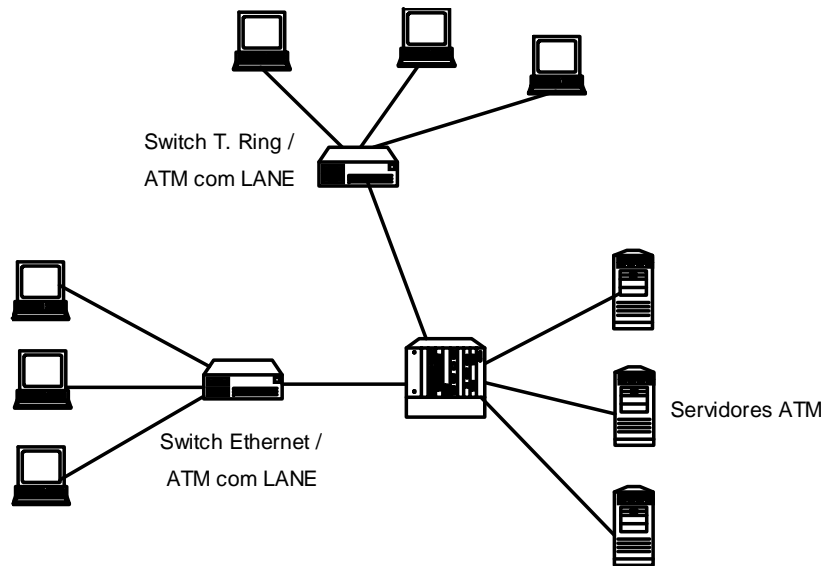 Switch T. Ring /
ATM com LANE
Servidores ATM
Switch Ethernet /
ATM com LANE